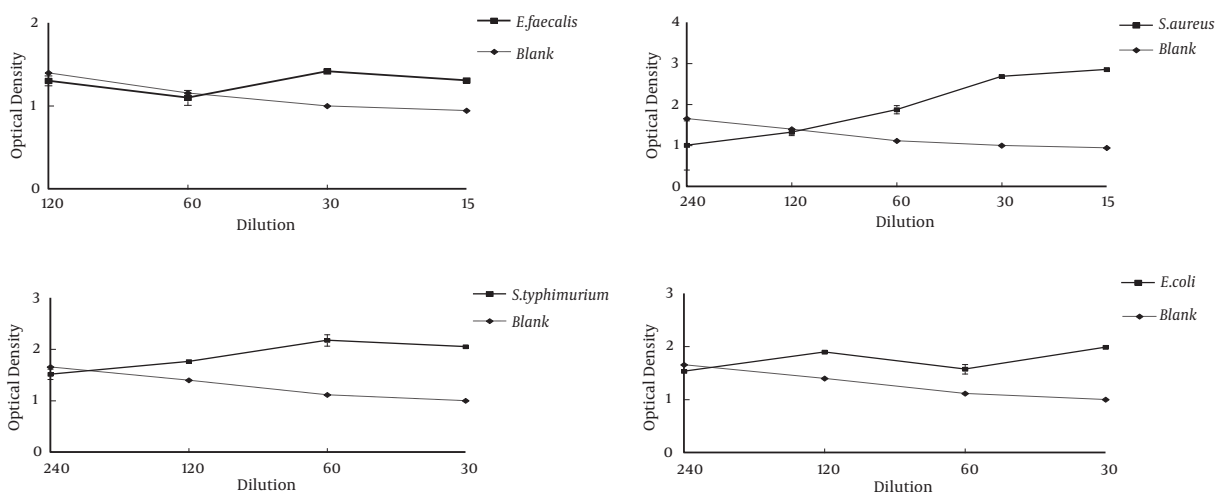 E.faecalis
Blank
2
1
0
Optical Density
120 60 30 15
Dilution
S.aureus
Blank
4
3
2
1
0
Optical Density
240 120 60 30 15
Dilution
S.typhimurium
Blank
3
2
1
0
Optical Density
240 120 60 30
Dilution
E.coli
Blank
3
2
1
0
Optical Density
240 120 60 30
Dilution